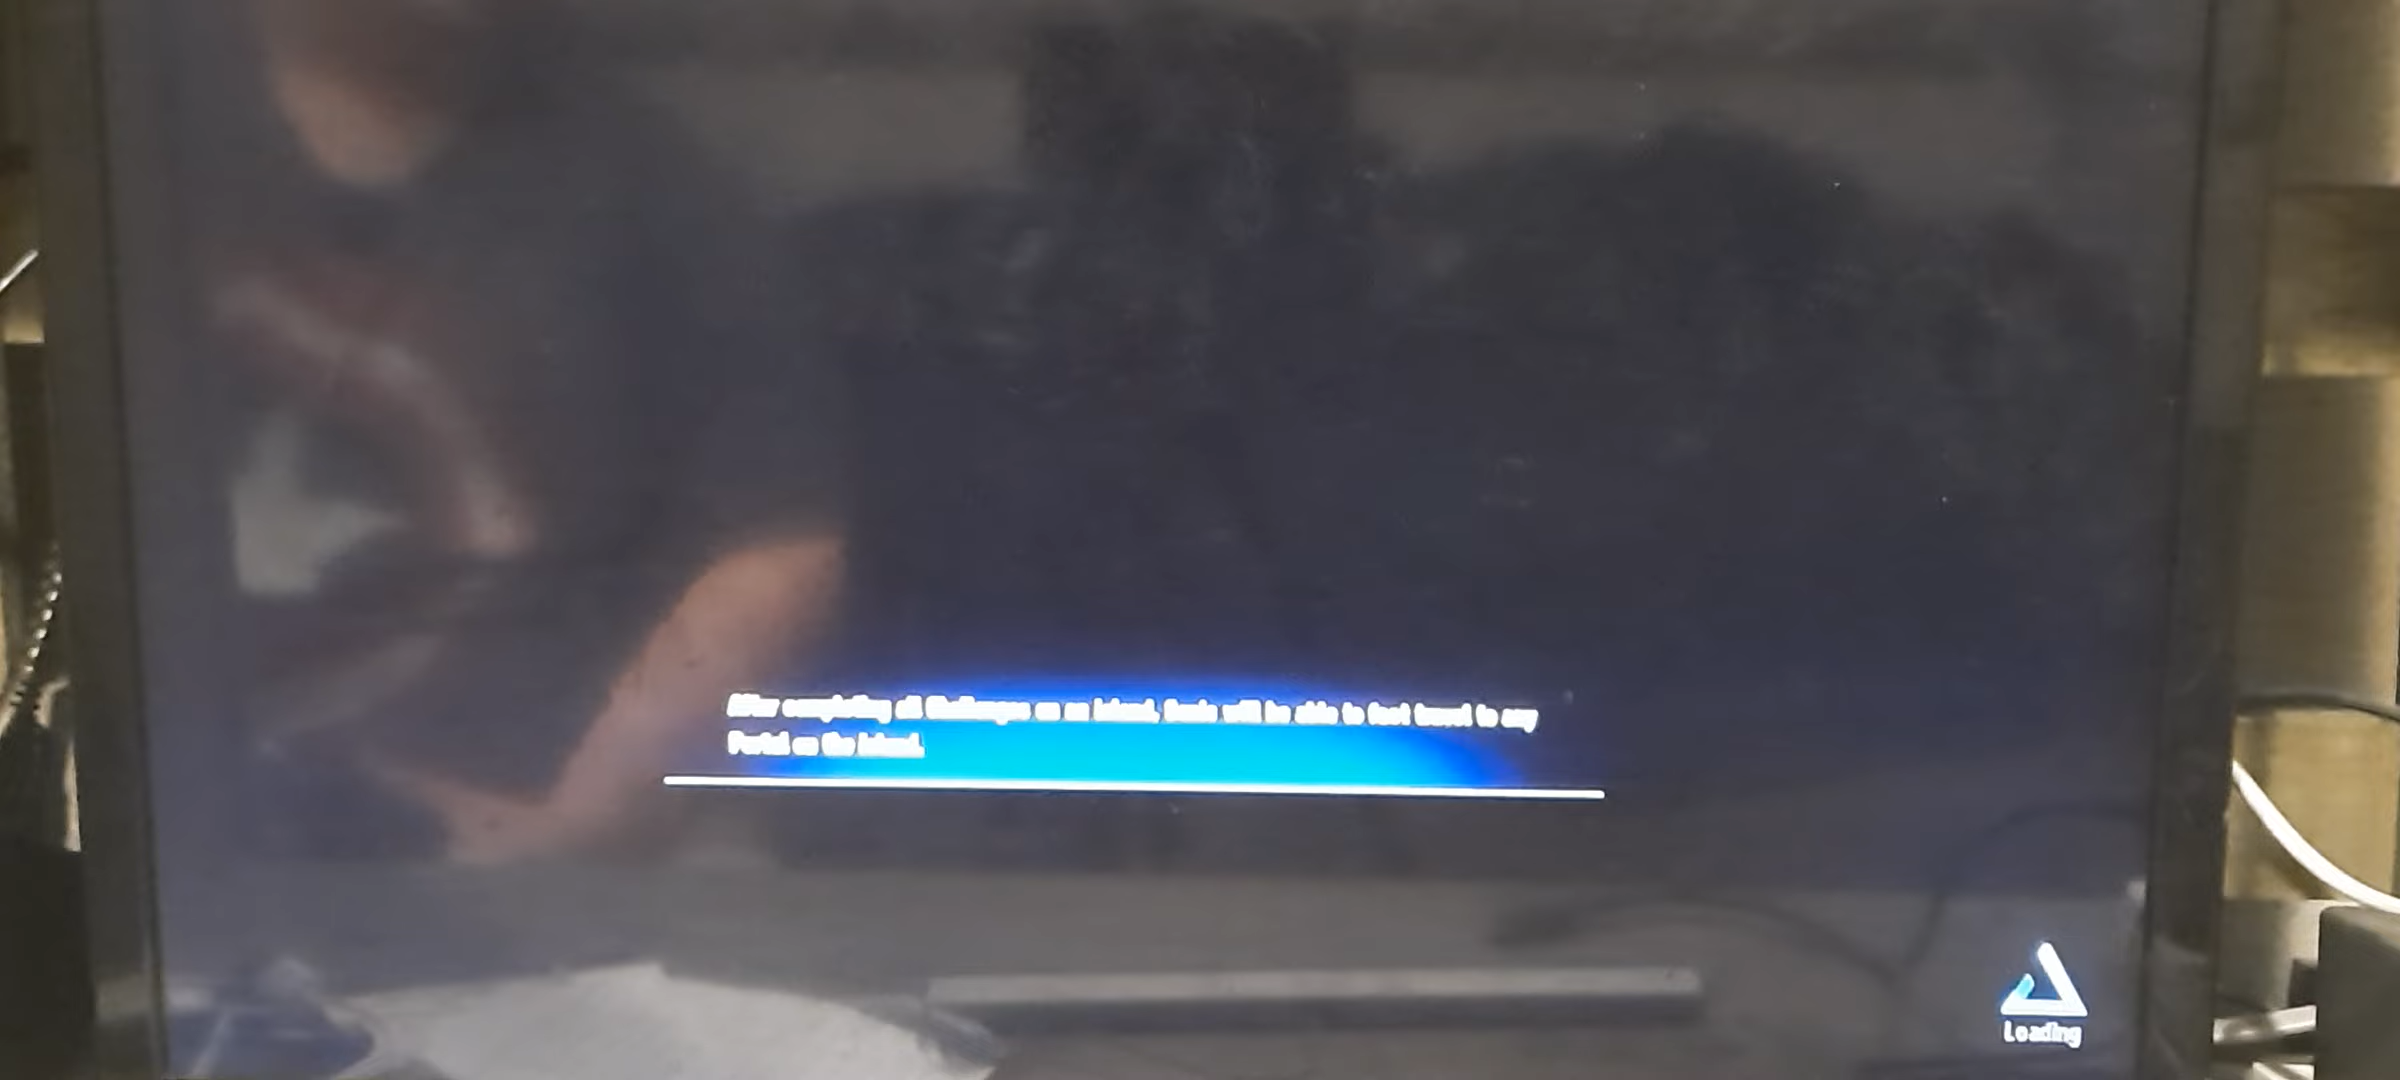 After completing all Challenges on an island, Sonic will be able to fast travel to any
Portal on the island.
Loading